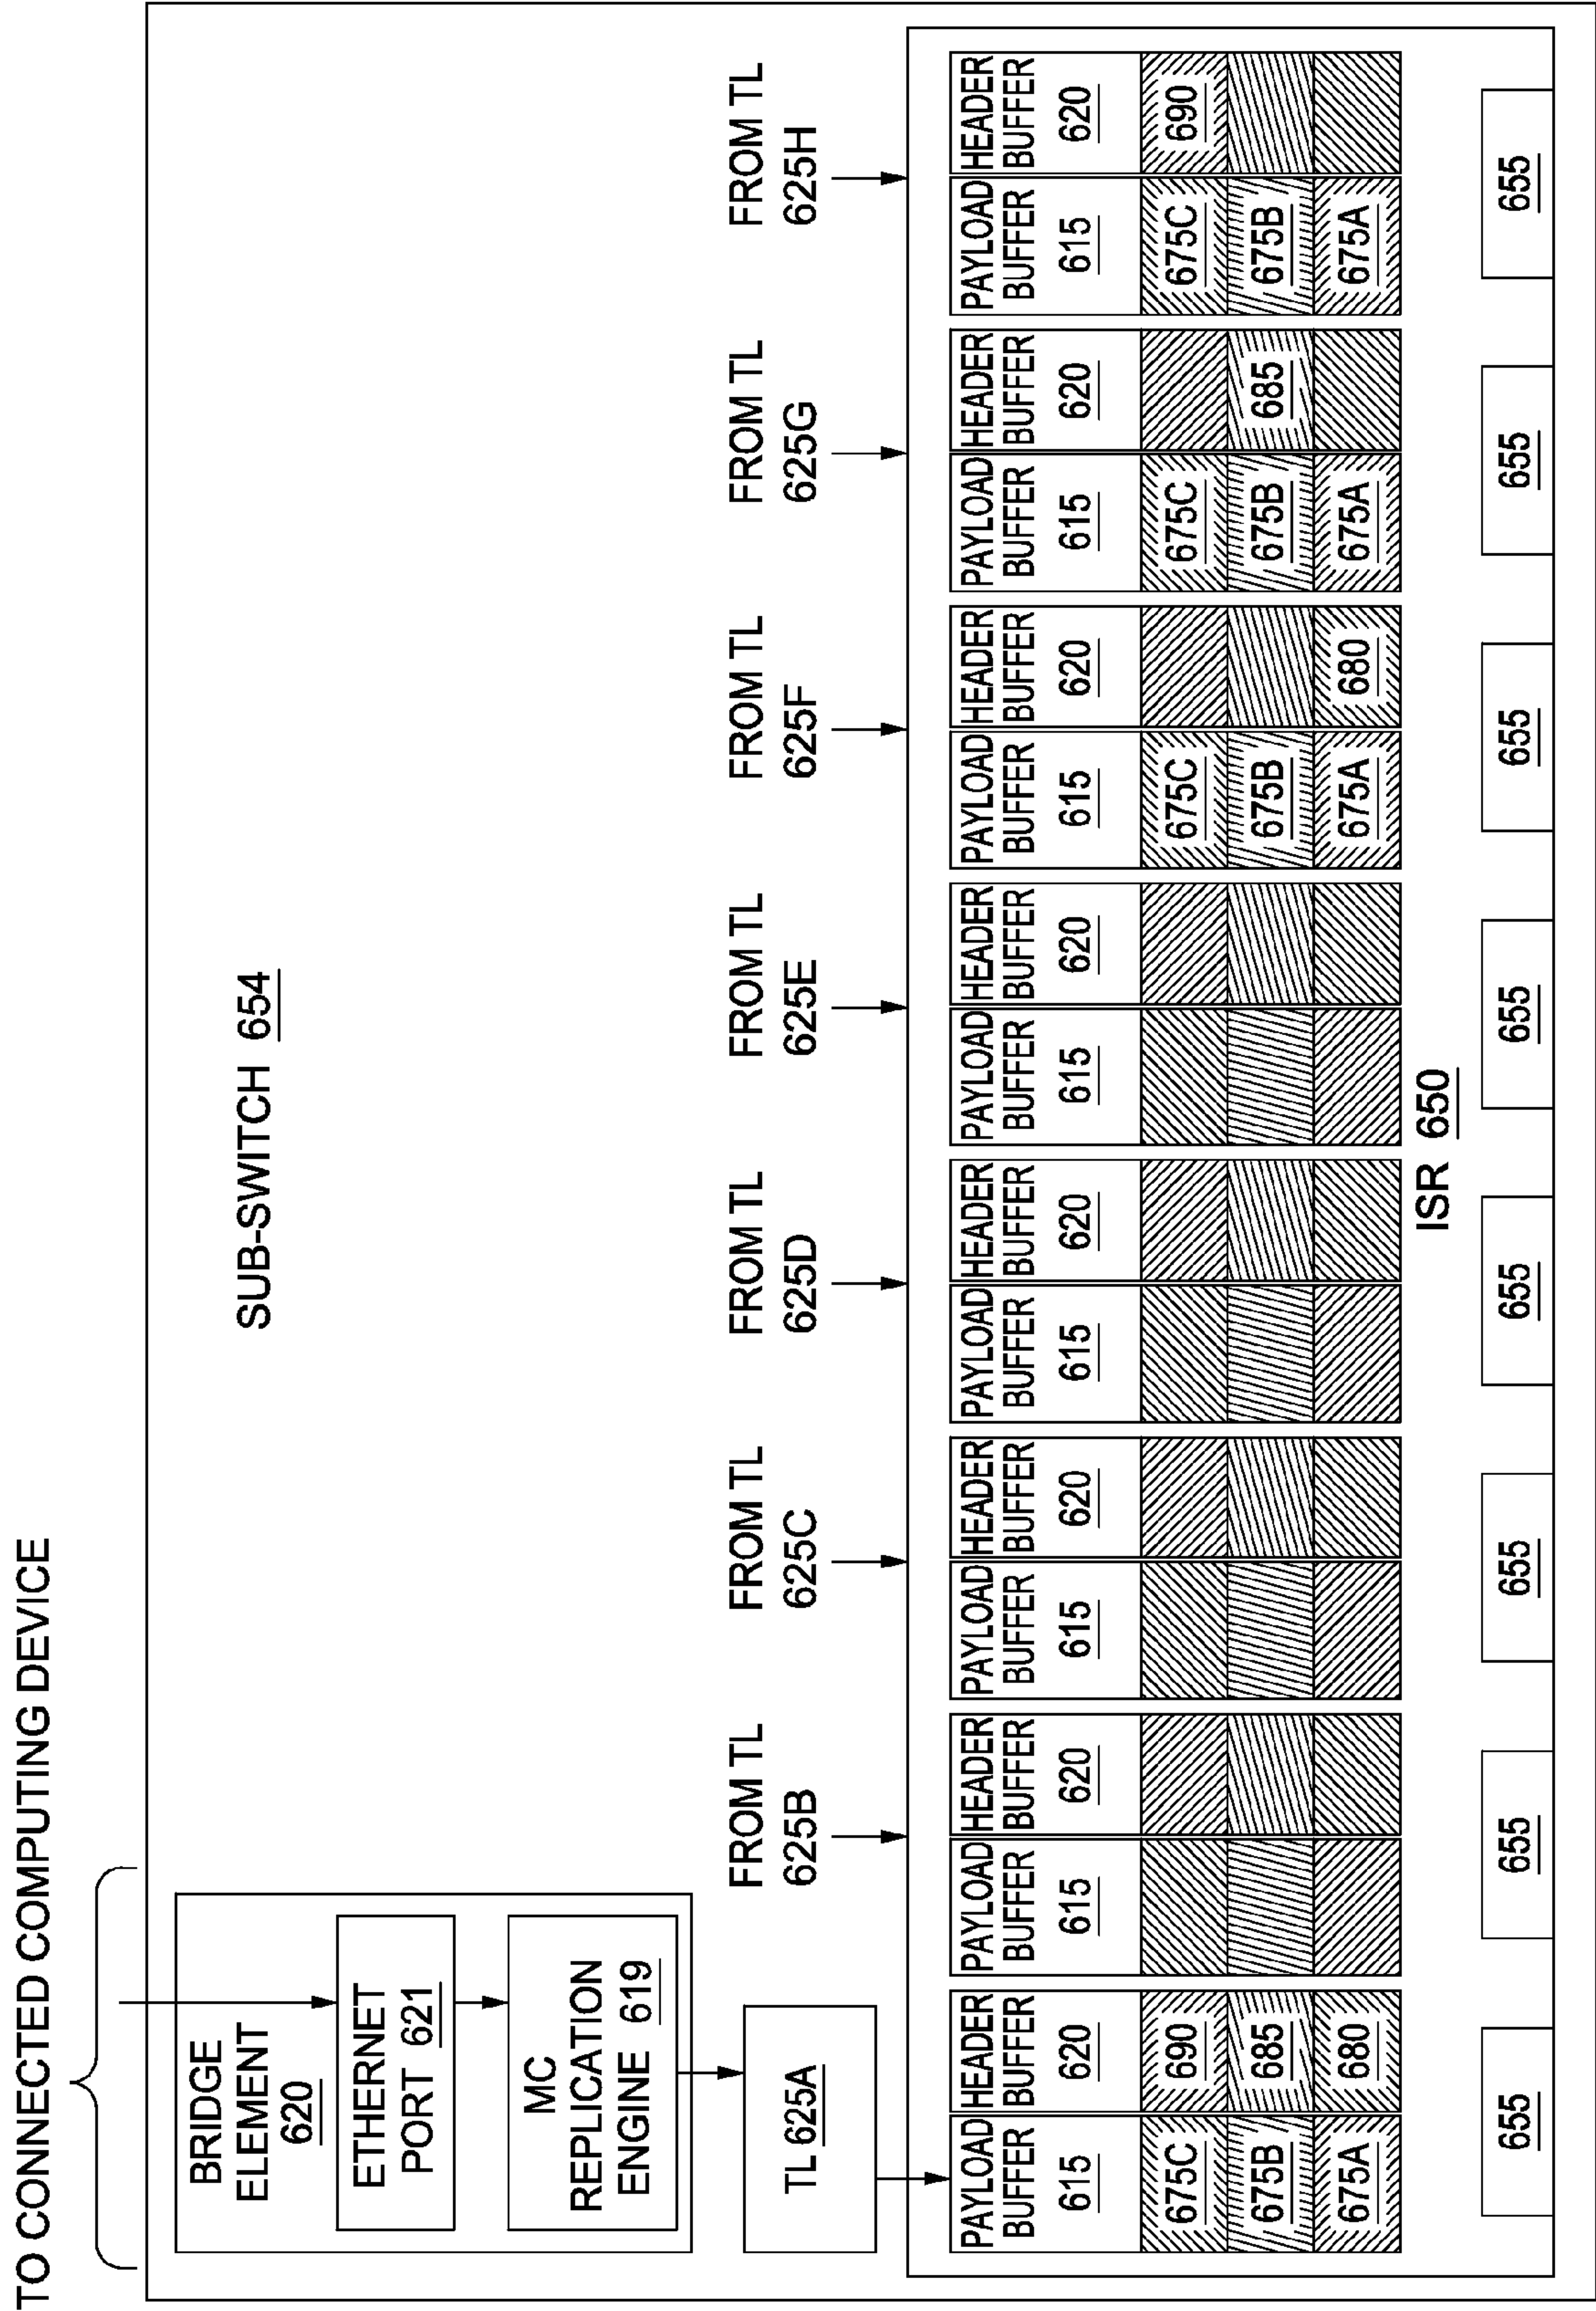 TO CONNECTED COMPUTING DEVICE
SUB-SWITCH 654
BRIDGE
ELEMENT
620
ETHERNET
PORT 621
MC
REPLICATION
ENGINE 619
TL 625A
FROM TL
625B
FROM TL
625C
FROM TL
625D
FROM TL
625E
FROM TL
625F
FROM TL
625G
FROM TL
625H
PAYLOAD
BUFFER
615
675C
675B
675A
HEADER
BUFFER
620
690
685
680
PAYLOAD
BUFFER
615
HEADER
BUFFER
620
PAYLOAD
BUFFER
615
HEADER
BUFFER
620
PAYLOAD
BUFFER
615
HEADER
BUFFER
620
PAYLOAD
BUFFER
615
HEADER
BUFFER
620
PAYLOAD
BUFFER
615
675C
675B
675A
HEADER
BUFFER
620
680
PAYLOAD
BUFFER
615
675C
675B
675A
HEADER
BUFFER
620
685
PAYLOAD
BUFFER
615
675C
675B
675A
HEADER
BUFFER
620
690
ISR 650
655
655
655
655
655
655
655
655